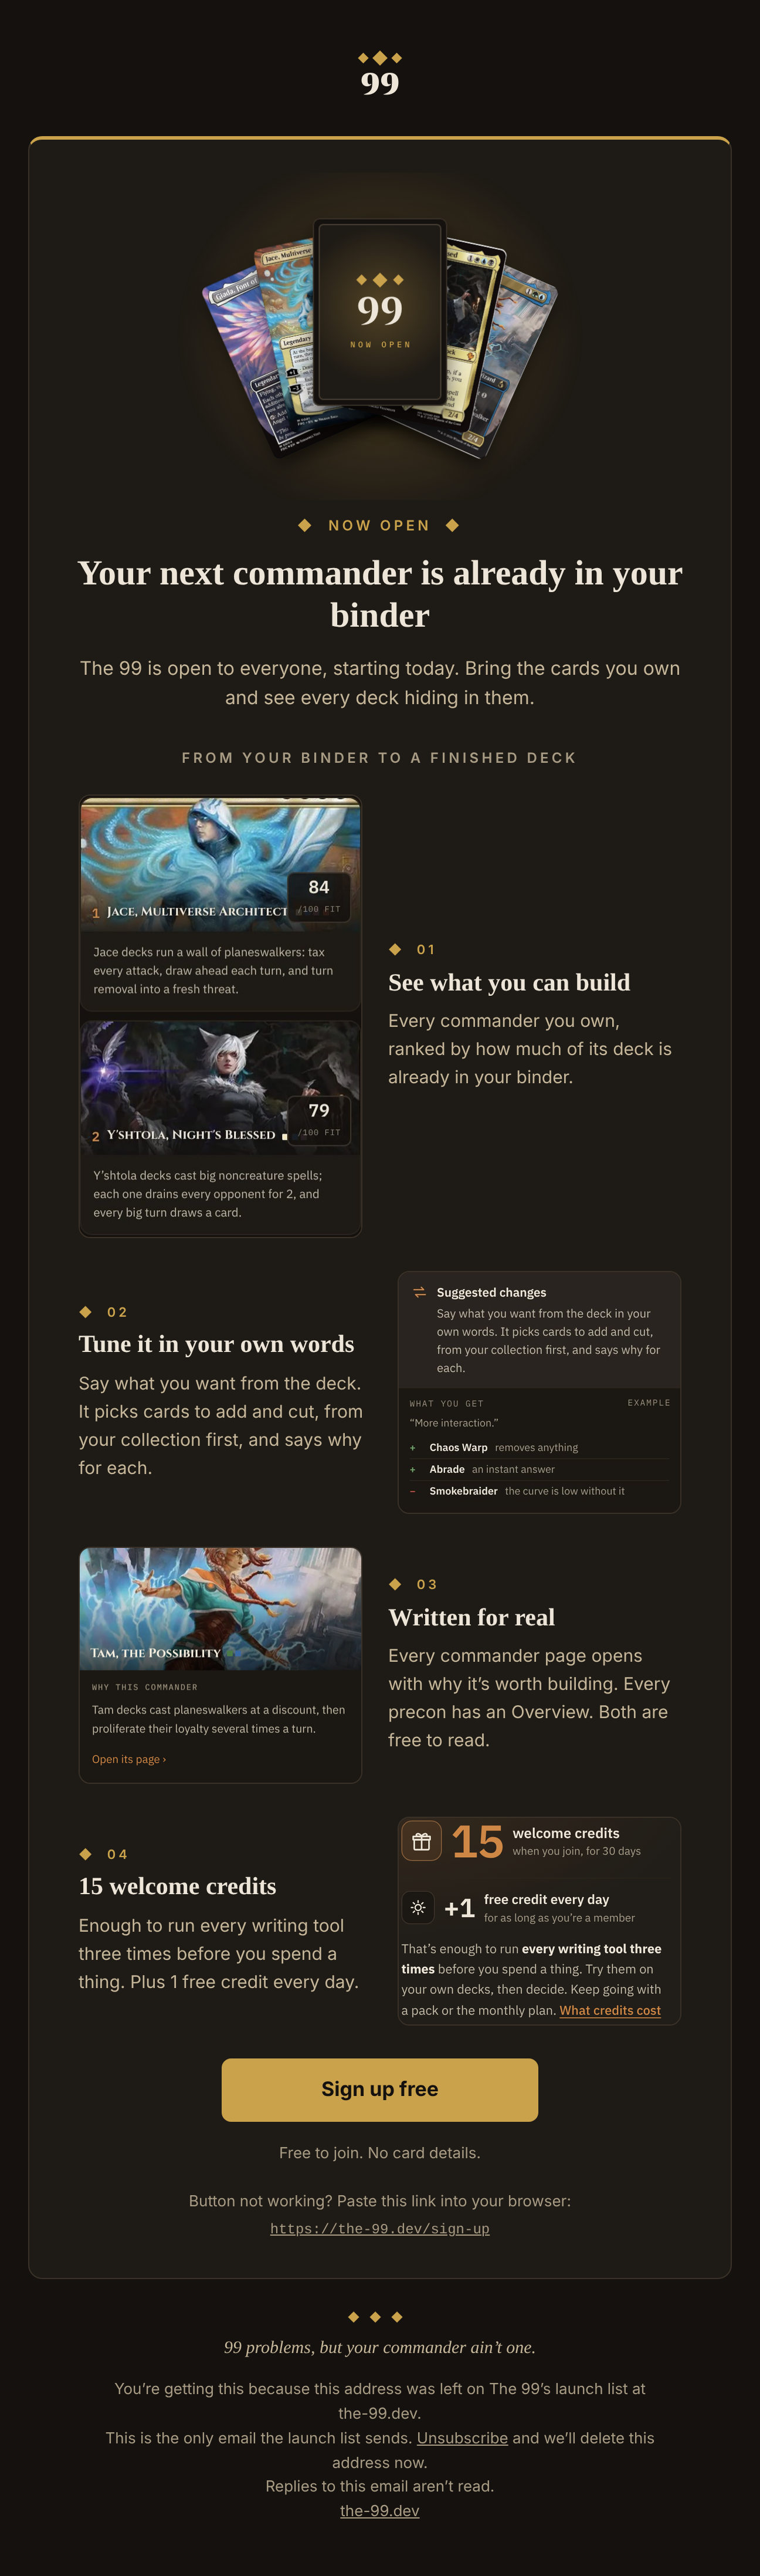 99
Jace, Multiverse
99
NOW OPEN
2/4
2/4
NOW OPEN
Your next commander is already in your
binder
The 99 is open to everyone, starting today. Bring the cards you own
and see every deck hiding in them.
FROM YOUR BINDER TO A FINISHED DECK
84
/100 FIT
1 JACE, MULTIVERSE ARCHITECT
Jace decks run a wall of planeswalkers: tax
every attack, draw ahead each turn, and turn
removal into a fresh threat.
79
/100 FIT
2 Y'SHTOLA, NIGHT'S BLESSED
Y'shtola decks cast big noncreature spells;
each one drains every opponent for 2, and
every big turn draws a card.
01
See what you can build
Every commander you own,
ranked by how much of its deck is
already in your binder.
02
Tune it in your own words
Say what you want from the deck.
It picks cards to add and cut, from
your collection first, and says why
for each.
Suggested changes
Say what you want from the deck in your
own words. It picks cards to add and cut,
from your collection first, and says why for
each.
WHAT YOU GET EXAMPLE
“More interaction.”
+ Chaos Warp removes anything
+ Abrade an instant answer
− Smokebraider the curve is low without it
TAM, THE POSSIBILITY
WHY THIS COMMANDER
Tam decks cast planeswalkers at a discount, then
proliferate their loyalty several times a turn.
Open its page ›
03
Written for real
Every commander page opens
with why it’s worth building. Every
precon has an Overview. Both are
free to read.
04
15 welcome credits
Enough to run every writing tool
three times before you spend a
thing. Plus 1 free credit every day.
15 welcome credits
when you join, for 30 days
+1 free credit every day
for as long as you’re a member
That’s enough to run every writing tool three
times before you spend a thing. Try them on
your own decks, then decide. Keep going with
a pack or the monthly plan. What credits cost
Sign up free
Free to join. No card details.
Button not working? Paste this link into your browser:
https://the-99.dev/sign-up
99 problems, but your commander ain’t one.
You’re getting this because this address was left on The 99’s launch list at
the-99.dev.
This is the only email the launch list sends. Unsubscribe and we’ll delete this
address now.
Replies to this email aren’t read.
the-99.dev